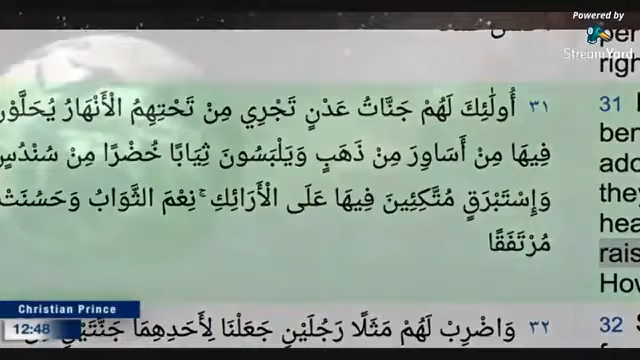 Powered by
StreamYard
per
righ
٣١ أُولَٰئِكَ لَهُمْ جَنَّاتُ عَدْنٍ تَجْرِي مِنْ تَحْتِهِمُ الْأَنْهَارُ يُحَلَّوْنَ
فِيهَا مِنْ أَسَاوِرَ مِنْ ذَهَبٍ وَيَلْبَسُونَ ثِيَابًا خُضْرًا مِنْ سُنْدُسٍ
وَإِسْتَبْرَقٍ مُتَّكِئِينَ فِيهَا عَلَى الْأَرَائِكِ ۚ نِعْمَ الثَّوَابُ وَحَسُنَتْ
مُرْتَفَقًا
31
ben
ado
they
hea
rais
How
Christian Prince
12:48
٣٢ وَاضْرِبْ لَهُمْ مَثَلًا رَجُلَيْنِ جَعَلْنَا لِأَحَدِهِمَا جَنَّتَيْنِ مِنْ
32 S